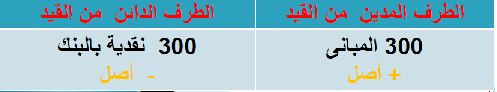 الطرف المدين من القيد
الطرف الدائن من القيد
300 المبانى
300 نقدية بالبنك
+ أصل
- أصل